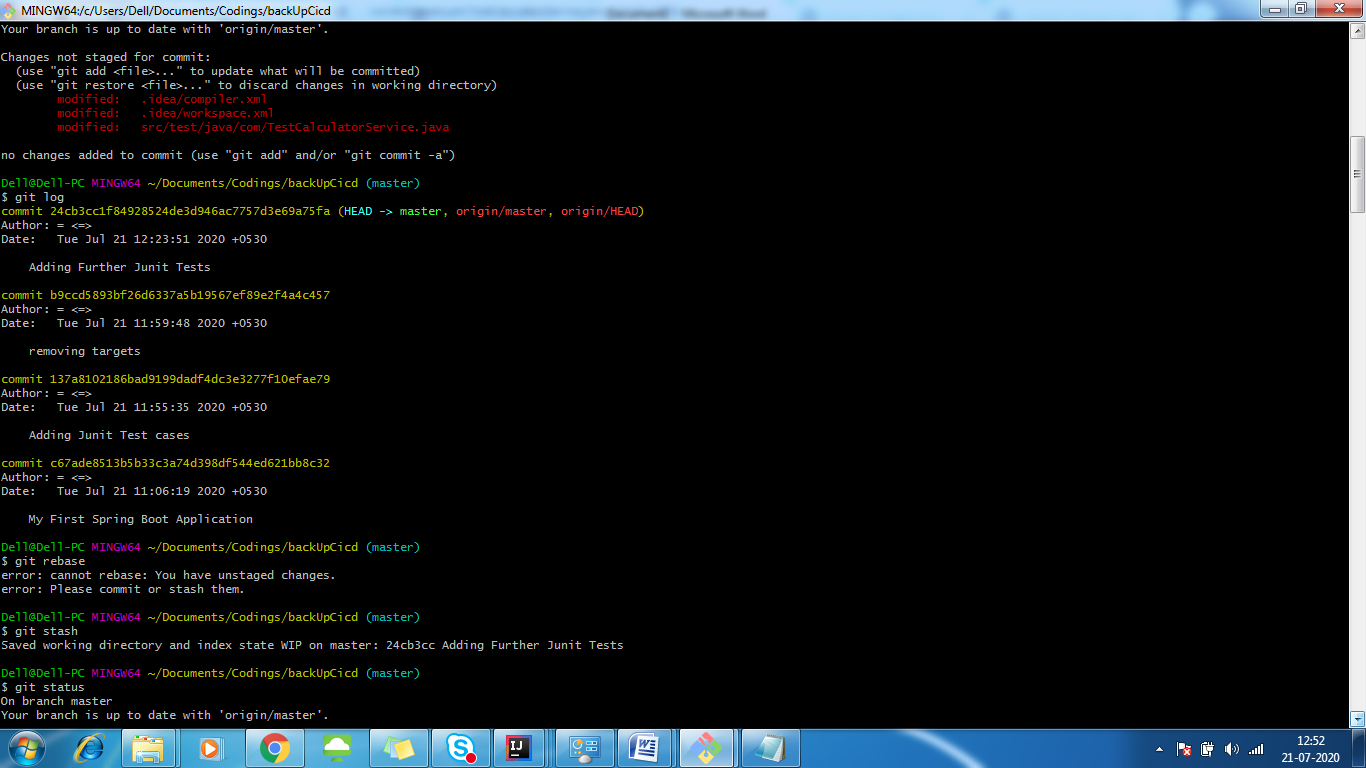 MINGW64:/c/Users/Dell/Documents/Codings/backUpCicd
Your branch is up to date with 'origin/master'.
Changes not staged for commit:
(use "git add <file>..." to update what will be committed)
(use "git restore <file>..." to discard changes in working directory)
modified: .idea/compiler.xml
modified: .idea/workspace.xml
modified: src/test/java/com/TestCalculatorService.java
no changes added to commit (use "git add" and/or "git commit -a")
Dell@Dell-PC MINGW64 ~/Documents/Codings/backUpCicd (master)
$ git log
commit 24cb3cc1f84928524de3d946ac7757d3e69a75fa (HEAD -> master, origin/master, origin/HEAD)
Author: = <=>
Date: Tue Jul 21 12:23:51 2020 +0530
Adding Further Junit Tests
commit b9ccd5893bf26d6337a5b19567ef89e2f4a4c457
Author: = <=>
Date: Tue Jul 21 11:59:48 2020 +0530
removing targets
commit 137a8102186bad9199dadf4dc3e3277f10efae79
Author: = <=>
Date: Tue Jul 21 11:55:35 2020 +0530
Adding Junit Test cases
commit c67ade8513b5b33c3a74d398df544ed621bb8c32
Author: = <=>
Date: Tue Jul 21 11:06:19 2020 +0530
My First Spring Boot Application
Dell@Dell-PC MINGW64 ~/Documents/Codings/backUpCicd (master)
$ git rebase
error: cannot rebase: You have unstaged changes.
error: Please commit or stash them.
Dell@Dell-PC MINGW64 ~/Documents/Codings/backUpCicd (master)
$ git stash
Saved working directory and index state WIP on master: 24cb3cc Adding Further Junit Tests
Dell@Dell-PC MINGW64 ~/Documents/Codings/backUpCicd (master)
$ git status
On branch master
Your branch is up to date with 'origin/master'.
12:52
21-07-2020